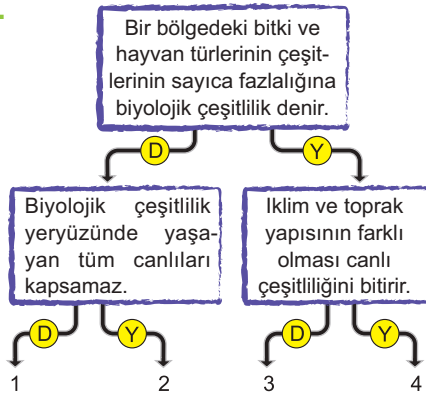 Bir bölgedeki bitki ve
hayvan türlerinin çeşit-
lerinin sayıca fazlalığına
biyolojik çeşitlilik denir.
D
Y
Biyolojik çeşitlilik
yeryüzünde yaşa-
yan tüm canlıları
kapsamaz.
Iklim ve toprak
yapısının farklı
olması canlı
çeşitliliğini bitirir.
D
Y
D
Y
1
2
3
4